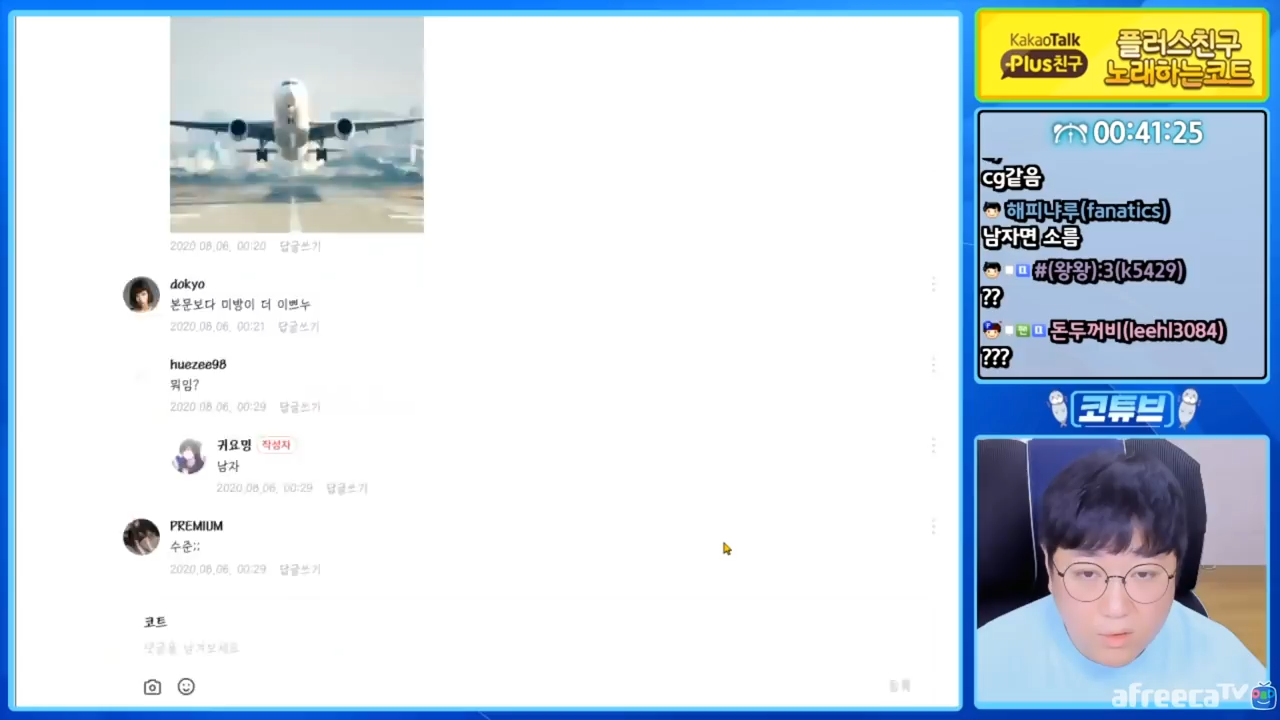 2020.08.06. 00:20 답글쓰기
dokyo
본문보다 미방이 더 이쁘누
2020.08.06. 00:21 답글쓰기
huezee98
뭐임?
2020.08.06. 00:29 답글쓰기
귀요명 작성자
남자
2020.08.06. 00:29 답글쓰기
PREMIUM
수준;;
2020.08.06. 00:29 답글쓰기
코트
댓글을 남겨보세요
등록
KakaoTalk
Plus친구
플러스친구
노래하는코트
00:41:25
cg같음
해피냐루(fanatics)
남자면 소름
#(왕왕):3(k5429)
??
돈두꺼비(leehl3084)
???
코튜브
afreecaTV